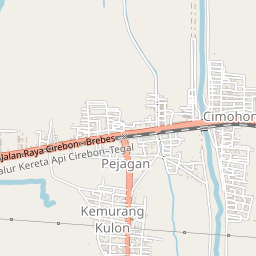 Cimohon
Jalan Raya Cirebon - Brebes
Jalur Kereta Api Cirebon-Tegal
Pejagan
Kemurang
Kulon